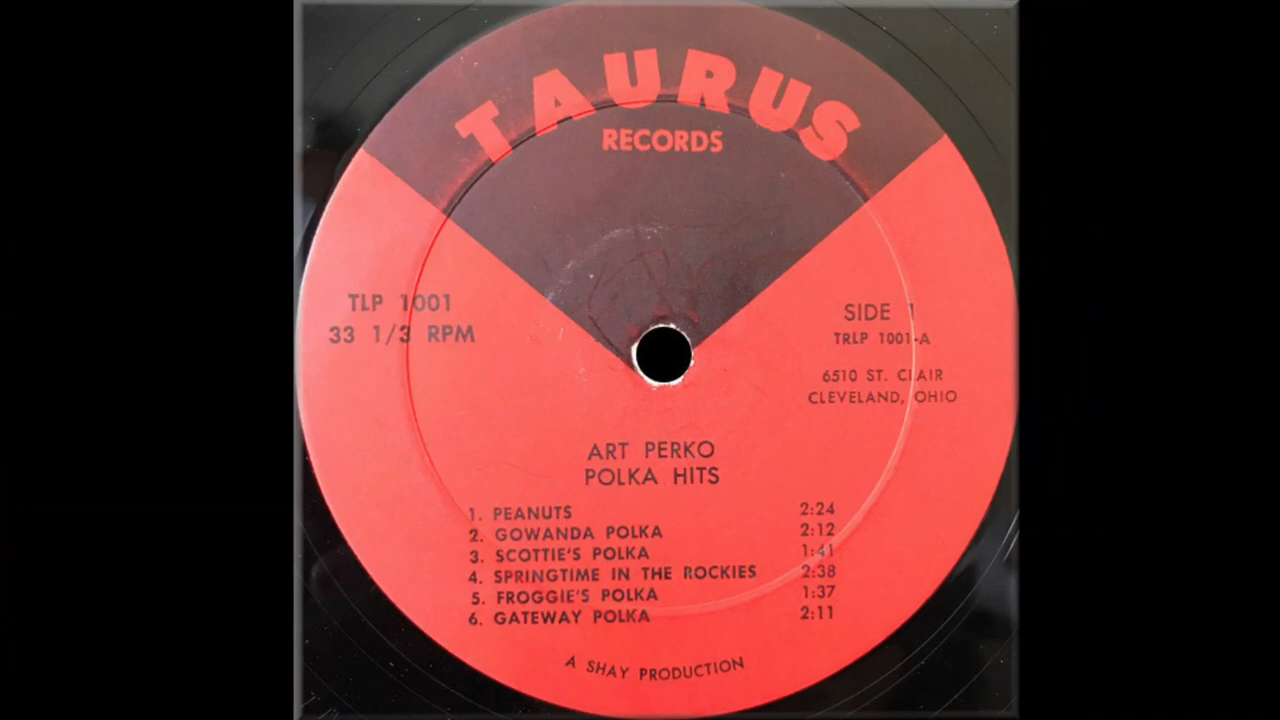 TAURUS
RECORDS
TLP 1001
33 1/3 RPM
SIDE 1
TRLP 1001-A
6510 ST. CLAIR
CLEVELAND, OHIO
ART PERKO
POLKA HITS
1. PEANUTS 2:24
2. GOWANDA POLKA 2:12
3. SCOTTIE'S POLKA 1:41
4. SPRINGTIME IN THE ROCKIES 2:38
5. FROGGIE'S POLKA 1:37
6. GATEWAY POLKA 2:11
A SHAY PRODUCTION